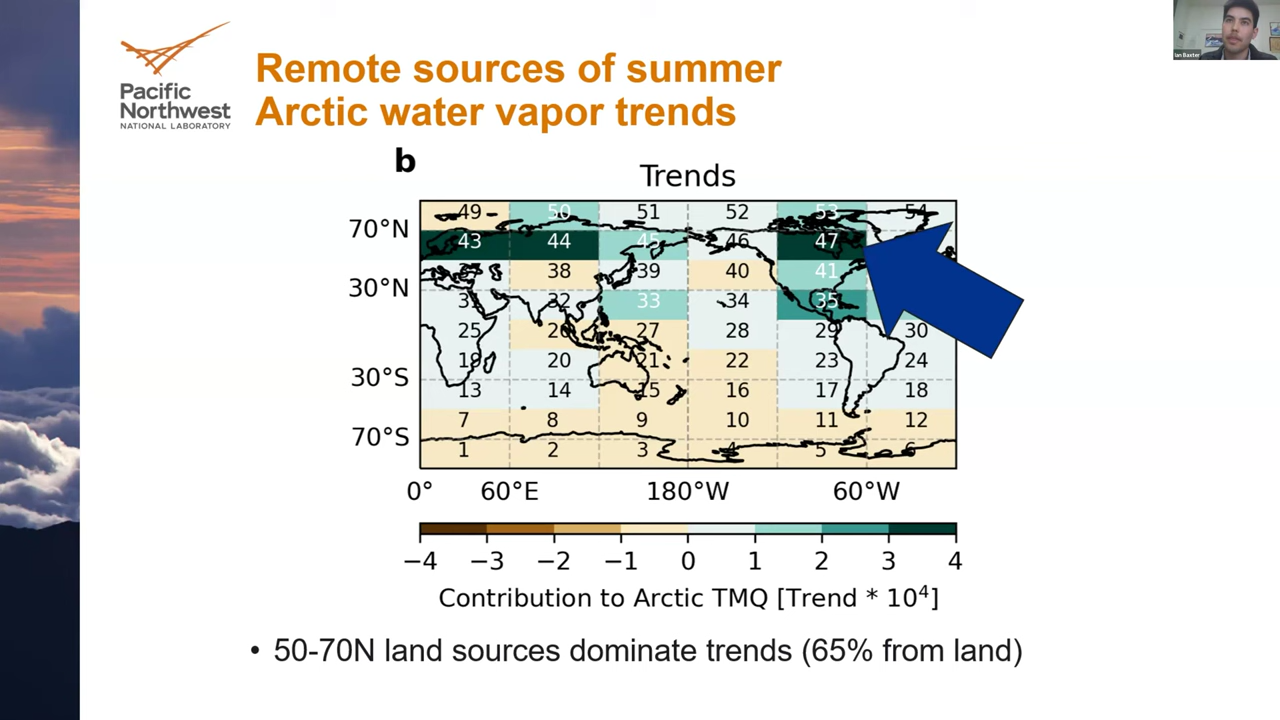 Ian Baxter
Pacific
Northwest
NATIONAL LABORATORY
Remote sources of summer
Arctic water vapor trends
b
Trends
70°N
30°N
30°S
70°S
49 50 51 52 53 54
43 44 45 46 47
37 38 39 40 41
31 32 33 34 35
25 26 27 28 29 30
19 20 21 22 23 24
13 14 15 16 17 18
7 8 9 10 11 12
1 2 3 4 5 6
0° 60°E 180°W 60°W
−4 −3 −2 −1 0 1 2 3 4
Contribution to Arctic TMQ [Trend * 10⁴]
• 50-70N land sources dominate trends (65% from land)